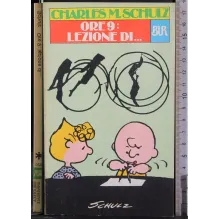 CHARLES M. SCHULZ
ORE 9:
LEZIONE DI...
BUR
SCHULZ